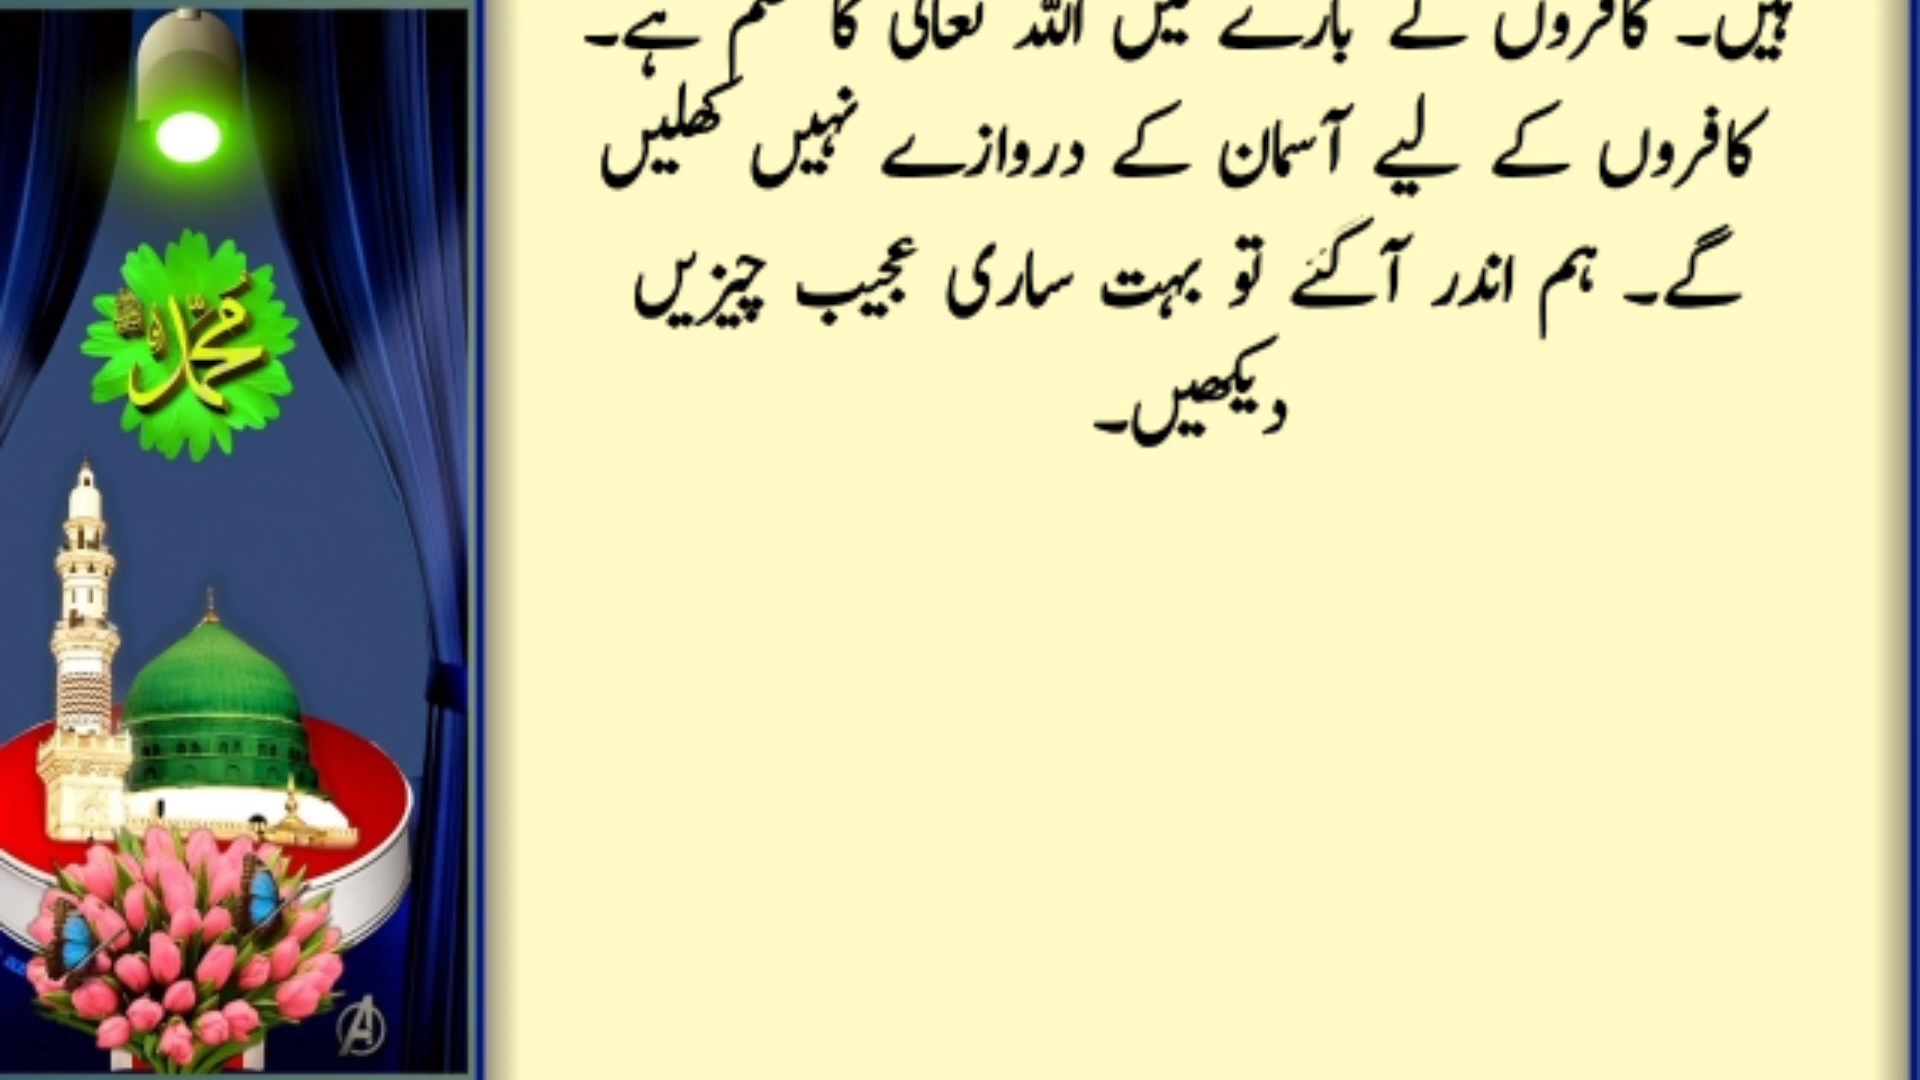 ہیں۔ کافروں کے بارے میں اللہ تعالیٰ کا حکم ہے۔
کافروں کے لیے آسمان کے دروازے نہیں کھلیں
گے۔ ہم اندر آگئے تو بہت ساری عجیب چیزیں
دیکھیں۔
محمد